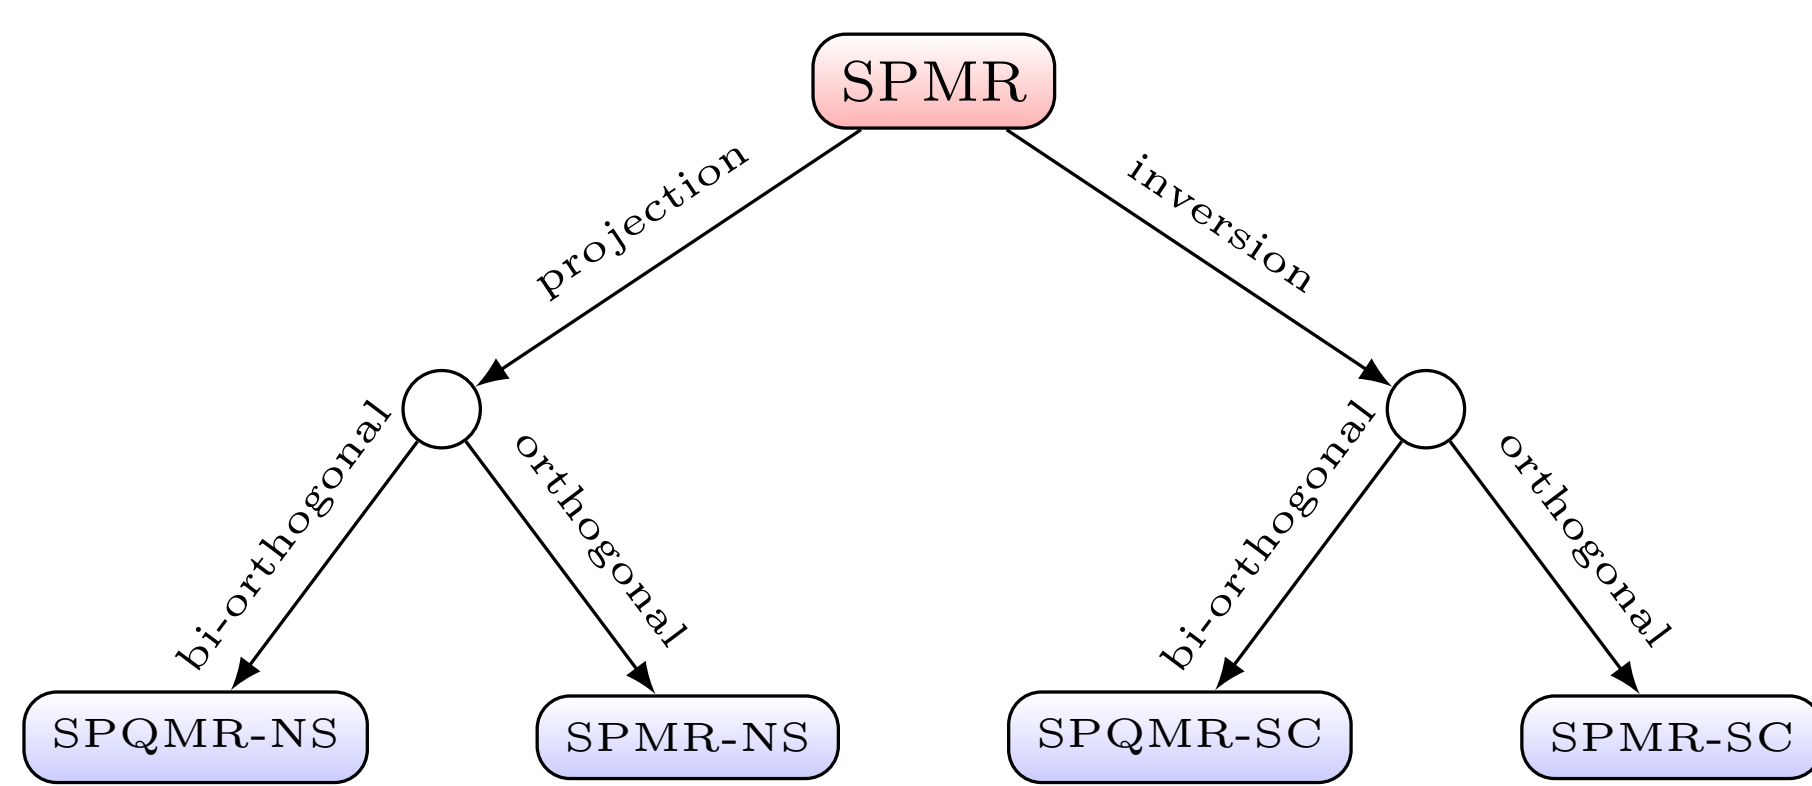 SPMR
projection
inversion
bi-orthogonal
orthogonal
bi-orthogonal
orthogonal
SPQMR-NS
SPMR-NS
SPQMR-SC
SPMR-SC